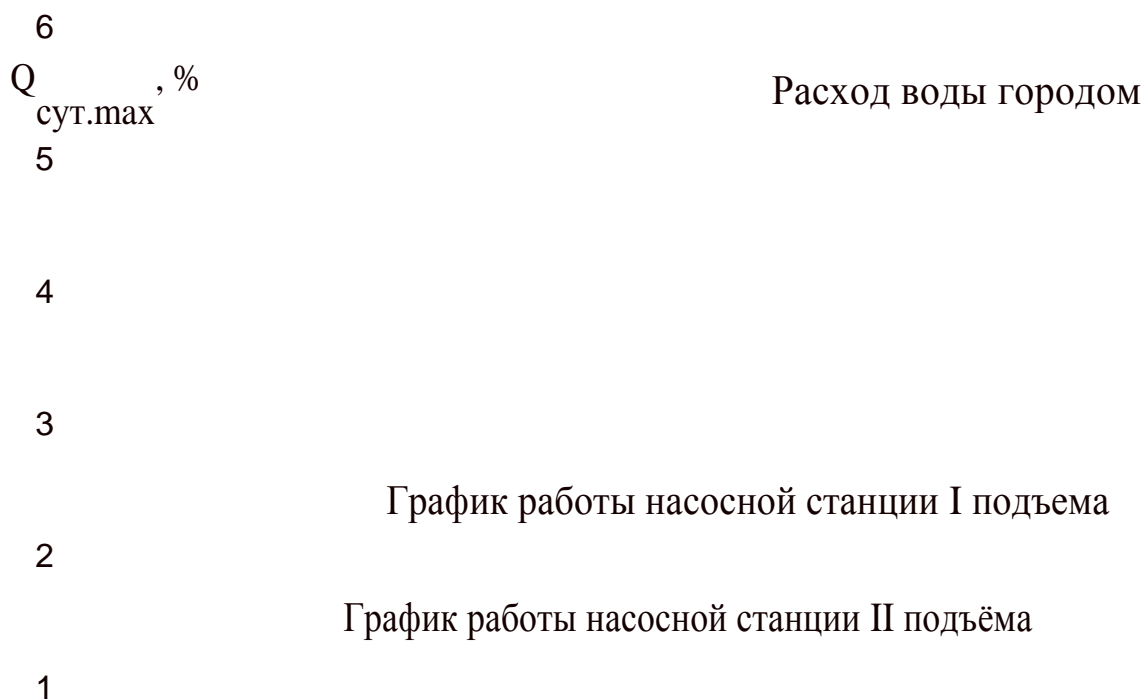 6
Q сут.max, %
Расход воды городом
5
4
3
График работы насосной станции I подъема
2
График работы насосной станции II подъёма
1